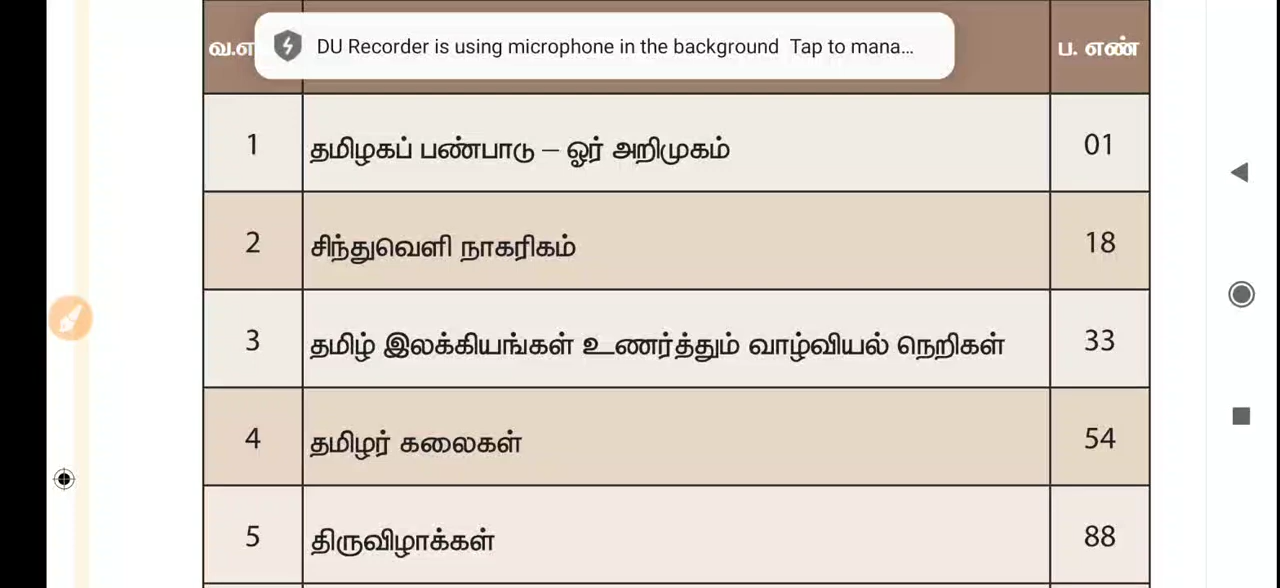 வ.எ
DU Recorder is using microphone in the background Tap to mana...
ப. எண்
1 தமிழகப் பண்பாடு – ஓர் அறிமுகம் 01
2 சிந்துவெளி நாகரிகம் 18
3 தமிழ் இலக்கியங்கள் உணர்த்தும் வாழ்வியல் நெறிகள் 33
4 தமிழர் கலைகள் 54
5 திருவிழாக்கள் 88